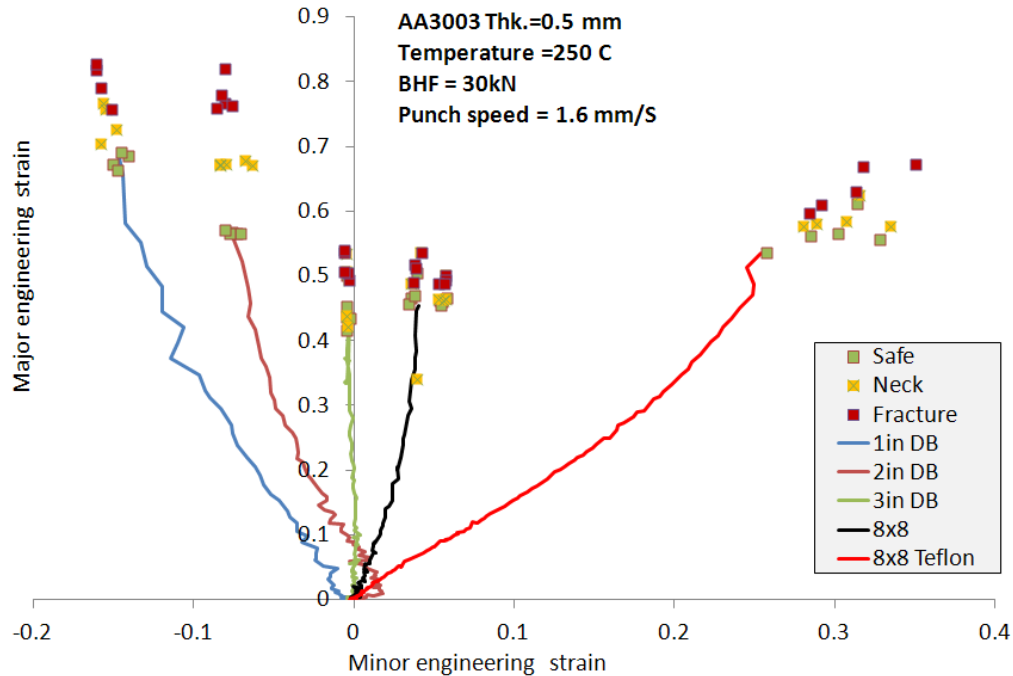 AA3003 Thk.=0.5 mm
Temperature =250 C
BHF = 30kN
Punch speed = 1.6 mm/S
Major engineering strain
0.9
0.8
0.7
0.6
0.5
0.4
0.3
0.2
0.1
0
-0.2
-0.1
0
0.1
0.2
0.3
0.4
Minor engineering strain
Safe
Neck
Fracture
1in DB
2in DB
3in DB
8x8
8x8 Teflon